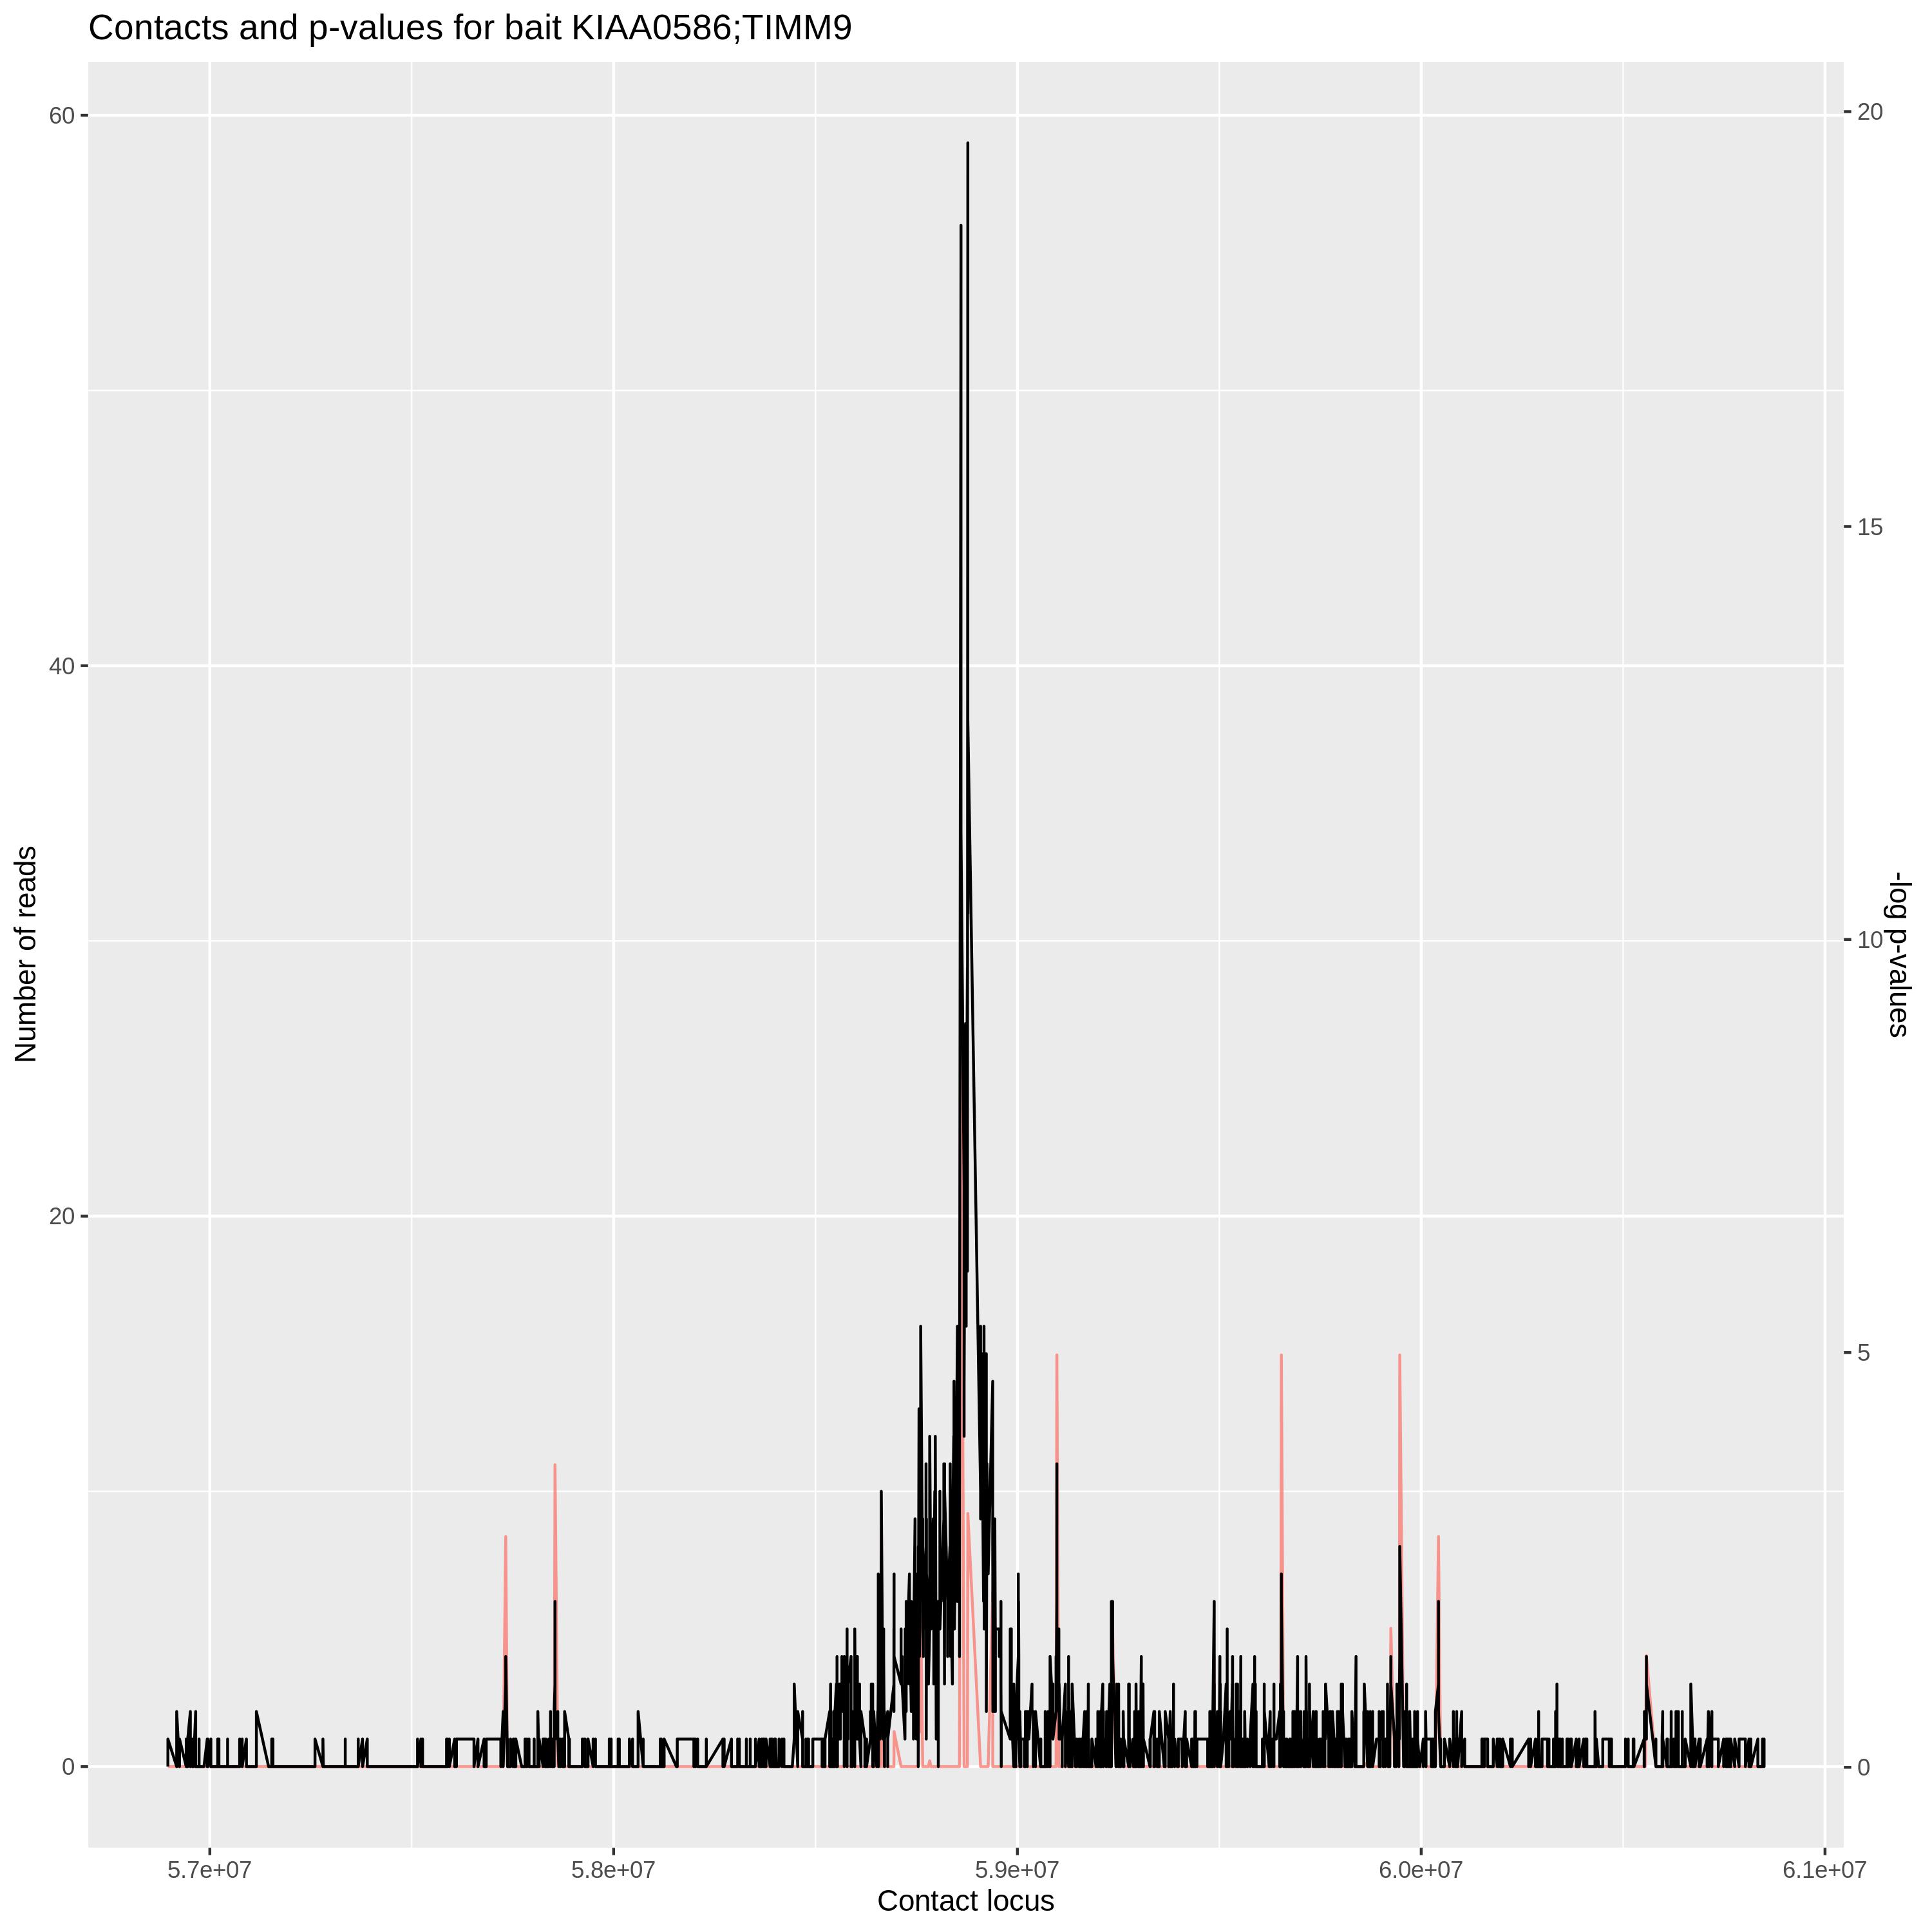 Contacts and p-values for bait KIAA0586;TIMM9
60
40
20
0
Number of reads
20
15
10
5
0
-log p-values
5.7e+07
5.8e+07
5.9e+07
6.0e+07
6.1e+07
Contact locus